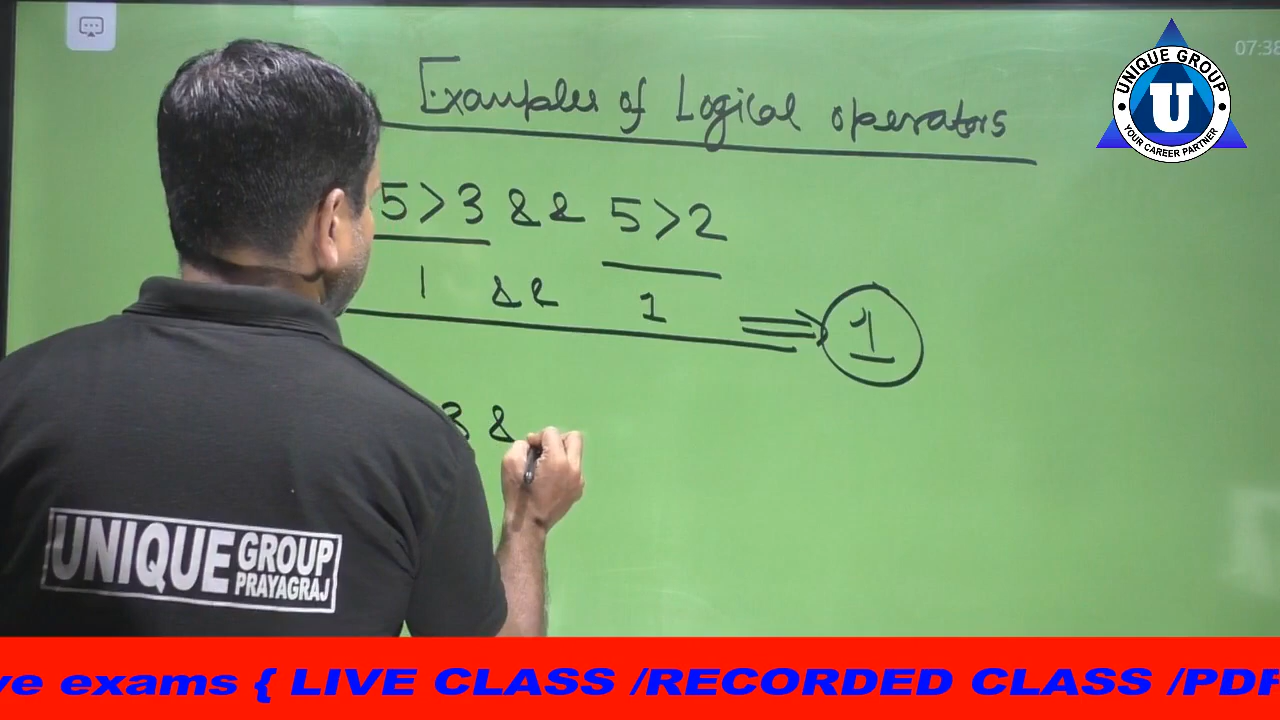 Examples of Logical operators
07:38
UNIQUE GROUP
U
YOUR CAREER PARTNER
5>3 && 5>2
1 && 1
1
3 &
UNIQUE GROUP
PRAYAGRAJ
ve exams { LIVE CLASS /RECORDED CLASS /PDF